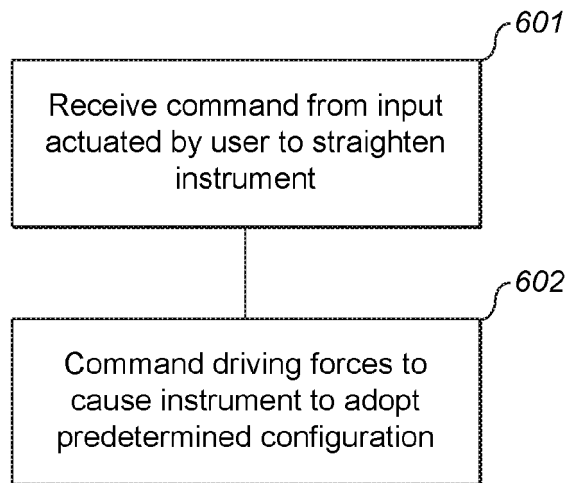 601
Receive command from input
actuated by user to straighten
instrument
602
Command driving forces to
cause instrument to adopt
predetermined configuration